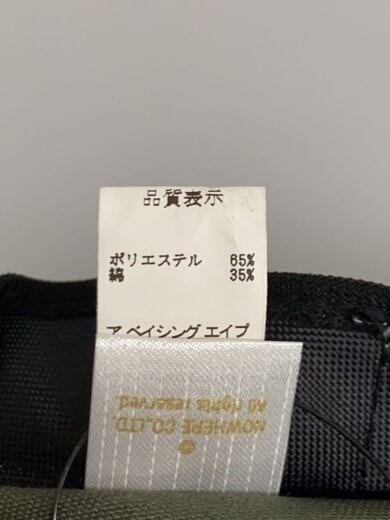 品質表示
ポリエステル 65%
綿 35%
ア ベイシング エイプ
NOWHERE CO.,LTD
All rights reserved.